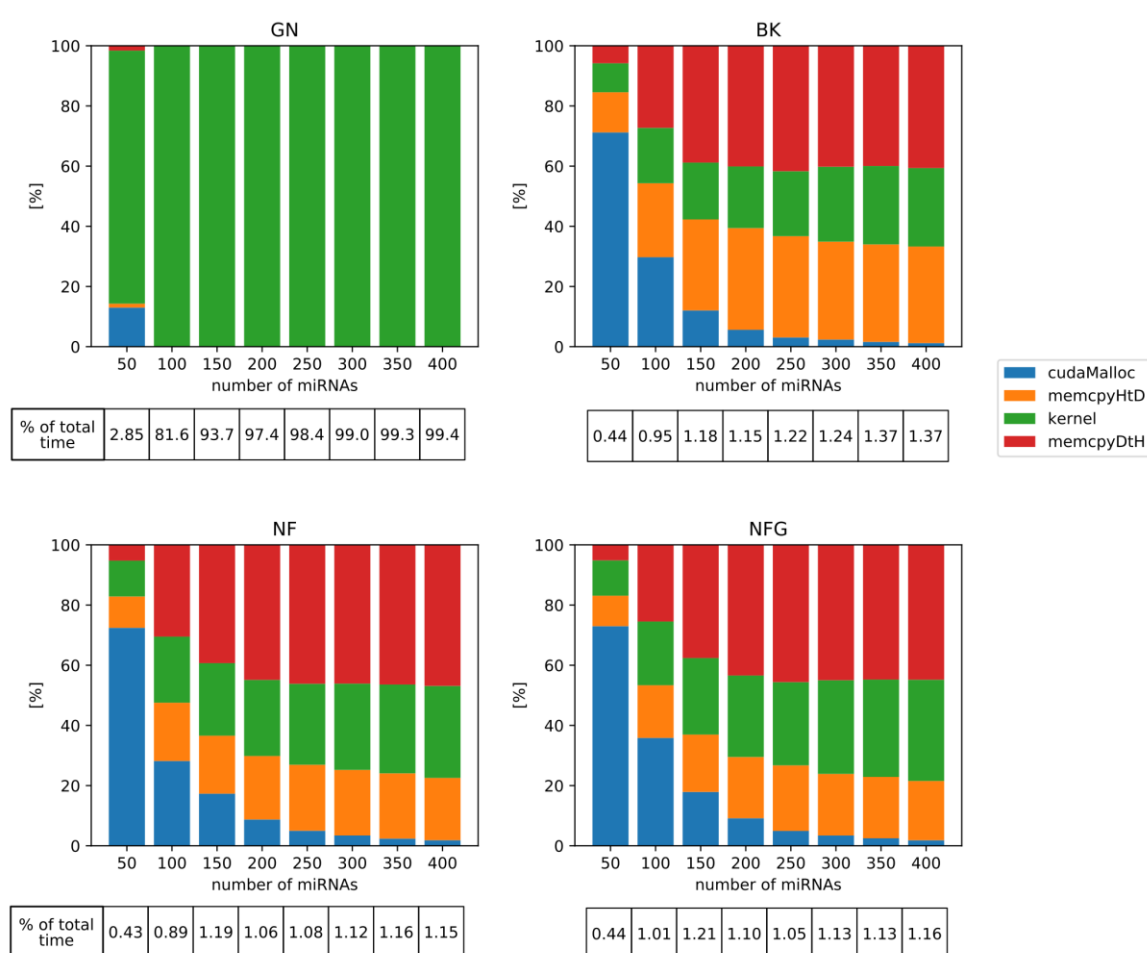 GN
BK
100
80
60
40
20
0
[%]
50 100 150 200 250 300 350 400
number of miRNAs
100
80
60
40
20
0
[%]
50 100 150 200 250 300 350 400
number of miRNAs
cudaMalloc
memcpyHtD
kernel
memcpyDtH
% of total
time
2.85 81.6 93.7 97.4 98.4 99.0 99.3 99.4
0.44 0.95 1.18 1.15 1.22 1.24 1.37 1.37
NF
NFG
100
80
60
40
20
0
[%]
50 100 150 200 250 300 350 400
number of miRNAs
100
80
60
40
20
0
[%]
50 100 150 200 250 300 350 400
number of miRNAs
% of total
time
0.43 0.89 1.19 1.06 1.08 1.12 1.16 1.15
0.44 1.01 1.21 1.10 1.05 1.13 1.13 1.16